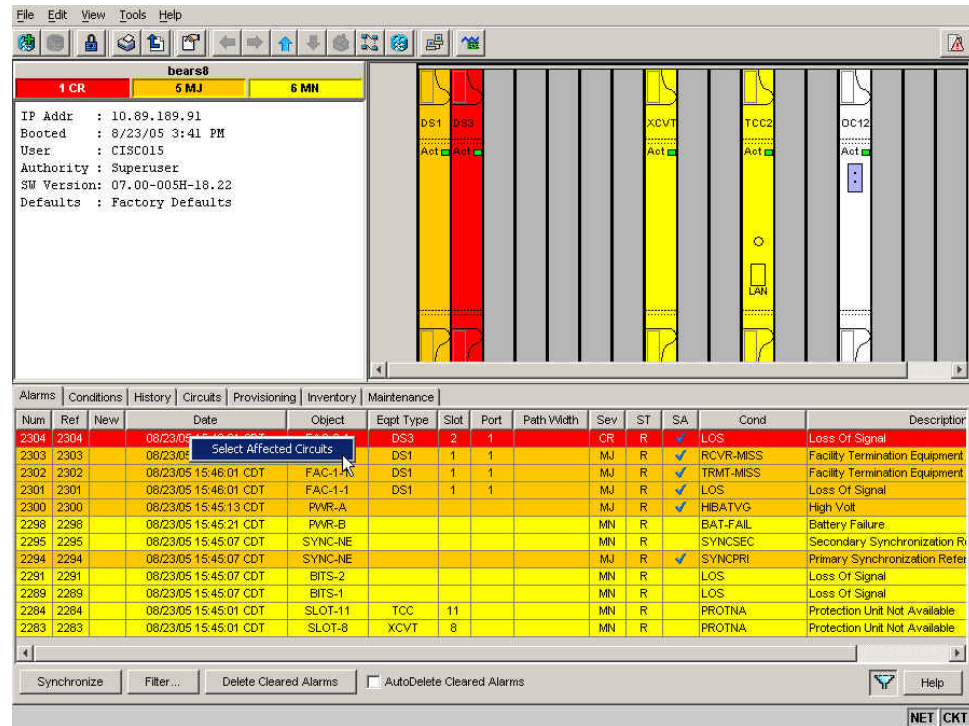 File Edit View Tools Help
bears8
1 CR 5 MJ 6 MN
IP Addr : 10.89.189.91
Booted : 8/23/05 3:41 PM
User : CISCO15
Authority : Superuser
SW Version: 07.00-005H-18.22
Defaults : Factory Defaults
DS1 DS3 XCVT TCC2 OC12
Act Act Act Act Act
LAN
Alarms Conditions History Circuits Provisioning Inventory Maintenance
Num Ref New Date Object Eqpt Type Slot Port Path Width Sev ST SA Cond Description
2304 2304 08/23/05 DS3 2 1 CR R LOS Loss Of Signal
Select Affected Circuits
2303 2303 08/23/05 DS1 1 1 MJ R RCVR-MISS Facility Termination Equipment
2302 2302 08/23/05 15:46:01 CDT FAC-1-1 DS1 1 1 MJ R TRMT-MISS Facility Termination Equipment
2301 2301 08/23/05 15:46:01 CDT FAC-1-1 DS1 1 1 MJ R LOS Loss Of Signal
2300 2300 08/23/05 15:45:13 CDT PWR-A MJ R HIBATVG High Volt
2298 2298 08/23/05 15:45:21 CDT PWR-B MN R BAT-FAIL Battery Failure
2295 2295 08/23/05 15:45:07 CDT SYNC-NE MN R SYNCSEC Secondary Synchronization R
2294 2294 08/23/05 15:45:07 CDT SYNC-NE MJ R SYNCPRI Primary Synchronization Refer
2291 2291 08/23/05 15:45:07 CDT BITS-2 MN R LOS Loss Of Signal
2289 2289 08/23/05 15:45:07 CDT BITS-1 MN R LOS Loss Of Signal
2284 2284 08/23/05 15:45:01 CDT SLOT-11 TCC 11 MN R PROTNA Protection Unit Not Available
2283 2283 08/23/05 15:45:01 CDT SLOT-8 XCVT 8 MN R PROTNA Protection Unit Not Available
Synchronize Filter... Delete Cleared Alarms AutoDelete Cleared Alarms Help
NET CKT